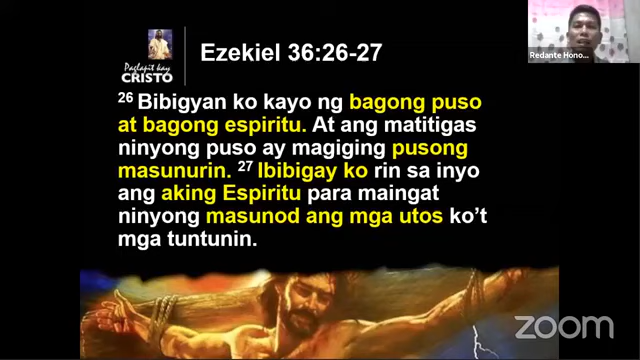 Paglapit kay
CRISTO
Ezekiel 36:26-27
26 Bibigyan ko kayo ng bagong puso
at bagong espiritu. At ang matitigas
ninyong puso ay magiging pusong
masunurin. 27 Ibibigay ko rin sa inyo
ang aking Espiritu para maingat
ninyong masunod ang mga utos ko't
mga tuntunin.
Redante Hono...
zoom